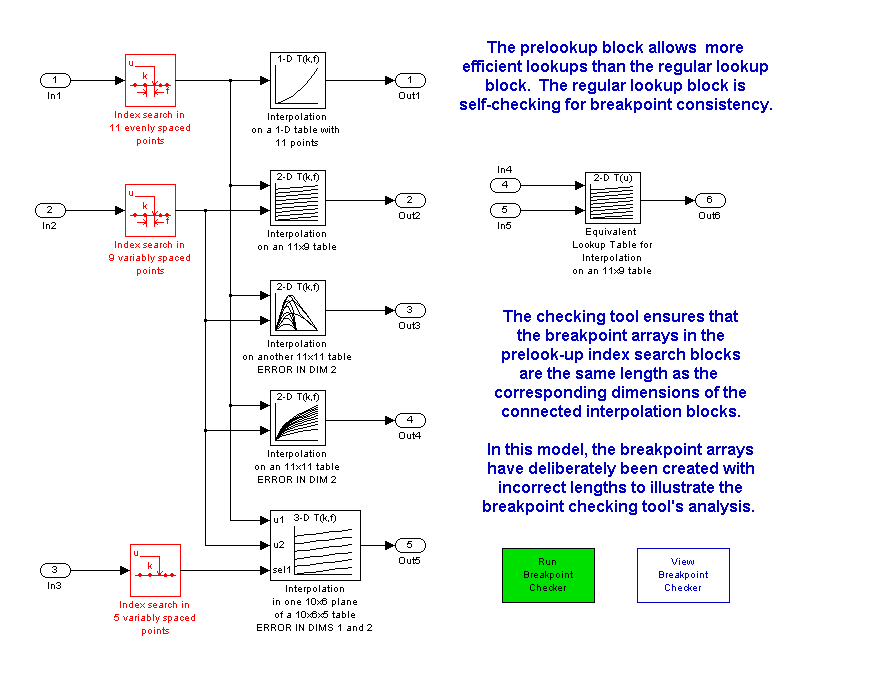 1
In1
u
k
f
Index search in
11 evenly spaced
points
1-D T(k,f)
Interpolation
on a 1-D table with
11 points
1
Out1
2
In2
u
k
f
Index search in
9 variably spaced
points
2-D T(k,f)
Interpolation
on an 11x9 table
2
Out2
2-D T(k,f)
Interpolation
on another 11x11 table
ERROR IN DIM 2
3
Out3
2-D T(k,f)
Interpolation
on an 11x11 table
ERROR IN DIM 2
4
Out4
3
In3
u
k
Index search in
5 variably spaced
points
u1
u2
sel1
3-D T(k,f)
Interpolation
in one 10x6 plane
of a 10x6x5 table
ERROR IN DIMS 1 and 2
5
Out5
The prelookup block allows more
efficient lookups than the regular lookup
block. The regular lookup block is
self-checking for breakpoint consistency.
In4
4
5
In5
2-D T(u)
Equivalent
Lookup Table for
Interpolation
on an 11x9 table
6
Out6
The checking tool ensures that
the breakpoint arrays in the
prelook-up index search blocks
are the same length as the
corresponding dimensions of the
connected interpolation blocks.
In this model, the breakpoint arrays
have deliberately been created with
incorrect lengths to illustrate the
breakpoint checking tool's analysis.
Run
Breakpoint
Checker
View
Breakpoint
Checker